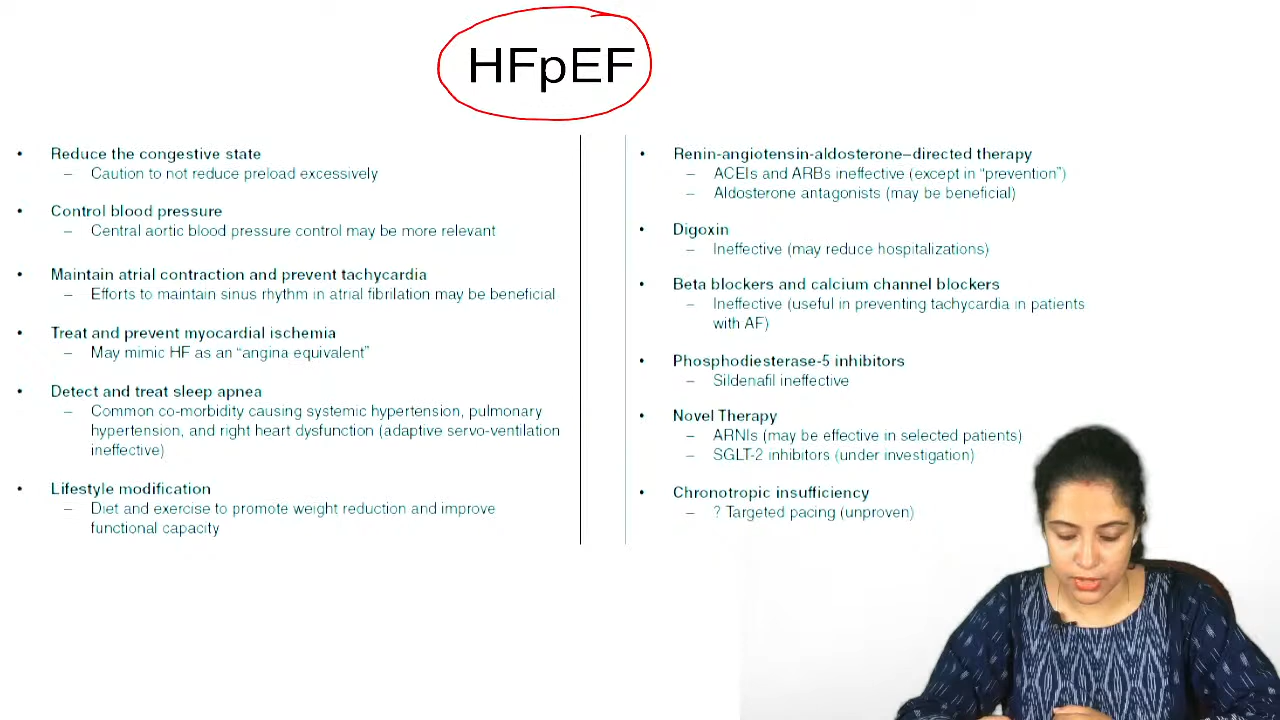 HFpEF
• Reduce the congestive state
– Caution to not reduce preload excessively
• Control blood pressure
– Central aortic blood pressure control may be more relevant
• Maintain atrial contraction and prevent tachycardia
– Efforts to maintain sinus rhythm in atrial fibrilation may be beneficial
• Treat and prevent myocardial ischemia
– May mimic HF as an “angina equivalent”
• Detect and treat sleep apnea
– Common co-morbidity causing systemic hypertension, pulmonary
hypertension, and right heart dysfunction (adaptive servo-ventilation
ineffective)
• Lifestyle modification
– Diet and exercise to promote weight reduction and improve
functional capacity
• Renin-angiotensin-aldosterone–directed therapy
– ACEIs and ARBs ineffective (except in “prevention”)
– Aldosterone antagonists (may be beneficial)
• Digoxin
– Ineffective (may reduce hospitalizations)
• Beta blockers and calcium channel blockers
– Ineffective (useful in preventing tachycardia in patients
with AF)
• Phosphodiesterase-5 inhibitors
– Sildenafil ineffective
• Novel Therapy
– ARNIs (may be effective in selected patients)
– SGLT-2 inhibitors (under investigation)
• Chronotropic insufficiency
– ? Targeted pacing (unproven)